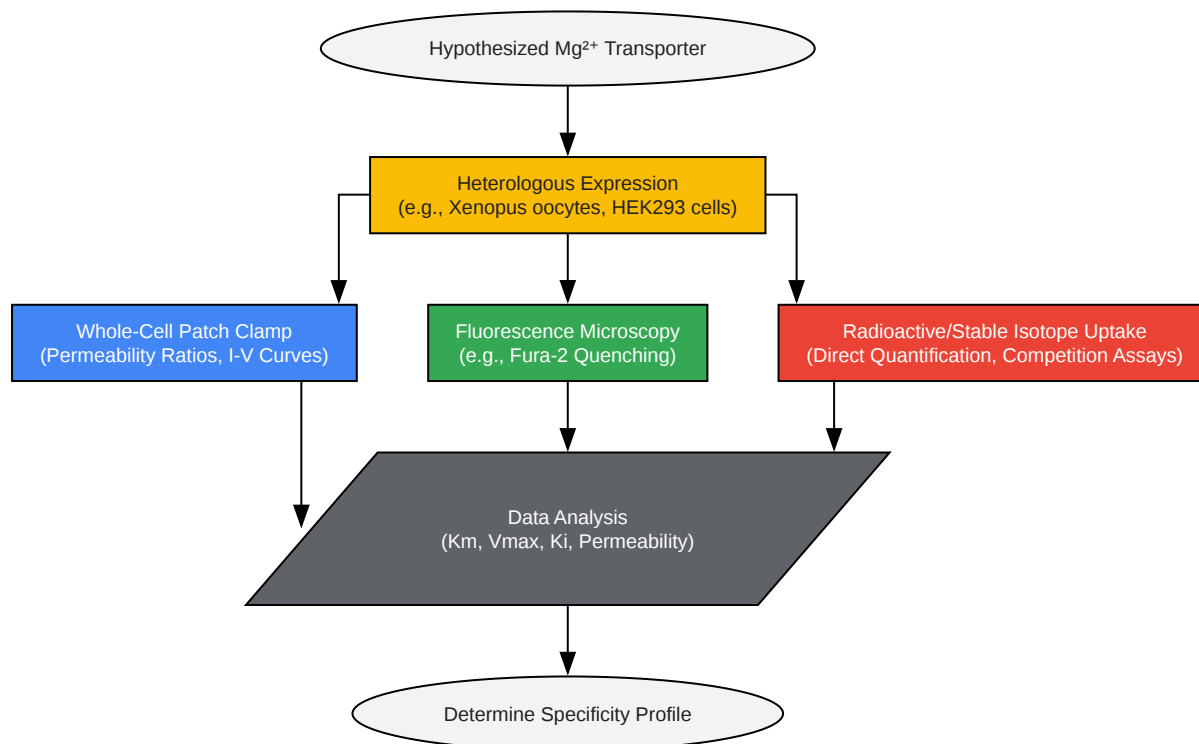 Hypothesized Mg²⁺ Transporter
Heterologous Expression
(e.g., Xenopus oocytes, HEK293 cells)
Whole-Cell Patch Clamp
(Permeability Ratios, I-V Curves)
Fluorescence Microscopy
(e.g., Fura-2 Quenching)
Radioactive/Stable Isotope Uptake
(Direct Quantification, Competition Assays)
Data Analysis
(Km, Vmax, Ki, Permeability)
Determine Specificity Profile